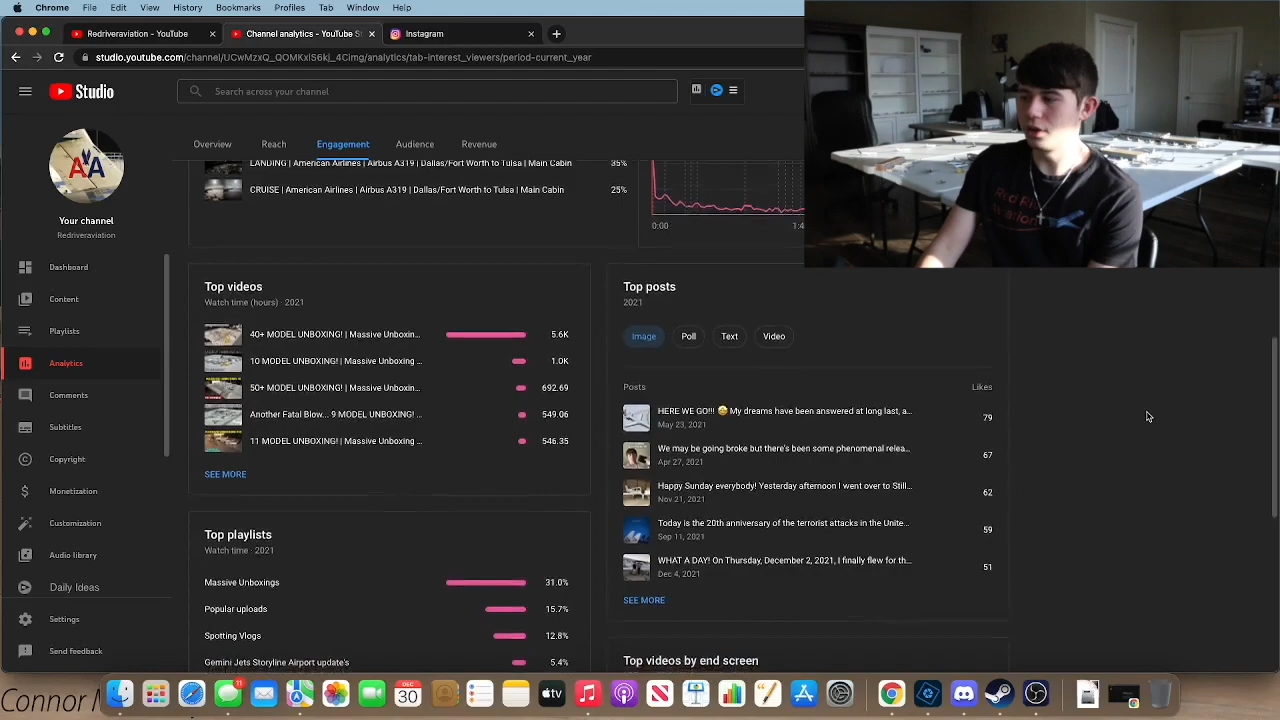 Chrome File Edit View History Bookmarks Profiles Tab Window Help
Redriveraviation - YouTube
Channel analytics - YouTube S
Instagram
studio.youtube.com/channel/UCwMzxQ_QOMKxlS6kj_4Cimg/analytics/tab-interest_viewers/period-current_year
Studio
Search across your channel
Your channel
Redriveraviation
Dashboard
Content
Playlists
Analytics
Comments
Subtitles
Copyright
Monetization
Customization
Audio library
Daily Ideas
Settings
Send feedback
Overview Reach Engagement Audience Revenue
LANDING | American Airlines | Airbus A319 | Dallas/Fort Worth to Tulsa | Main Cabin 35%
CRUISE | American Airlines | Airbus A319 | Dallas/Fort Worth to Tulsa | Main Cabin 25%
0:00 1:4
Top videos
Watch time (hours) · 2021
40+ MODEL UNBOXING! | Massive Unboxin... 5.6K
10 MODEL UNBOXING! | Massive Unboxing ... 1.0K
50+ MODEL UNBOXING! | Massive Unboxin... 692.69
Another Fatal Blow... 9 MODEL UNBOXING! ... 549.06
11 MODEL UNBOXING! | Massive Unboxing ... 546.35
SEE MORE
Top playlists
Watch time · 2021
Massive Unboxings 31.0%
Popular uploads 15.7%
Spotting Vlogs 12.8%
Gemini Jets Storyline Airport update's 5.4%
Top posts
2021
Image Poll Text Video
Posts Likes
HERE WE GO!!! 🤩 My dreams have been answered at long last, a... 79
May 23, 2021
We may be going broke but there's been some phenomenal relea... 67
Apr 27, 2021
Happy Sunday everybody! Yesterday afternoon I went over to Still... 62
Nov 21, 2021
Today is the 20th anniversary of the terrorist attacks in the Unite... 59
Sep 11, 2021
WHAT A DAY! On Thursday, December 2, 2021, I finally flew for th... 51
Dec 4, 2021
SEE MORE
Top videos by end screen
11
DEC
30
Connor